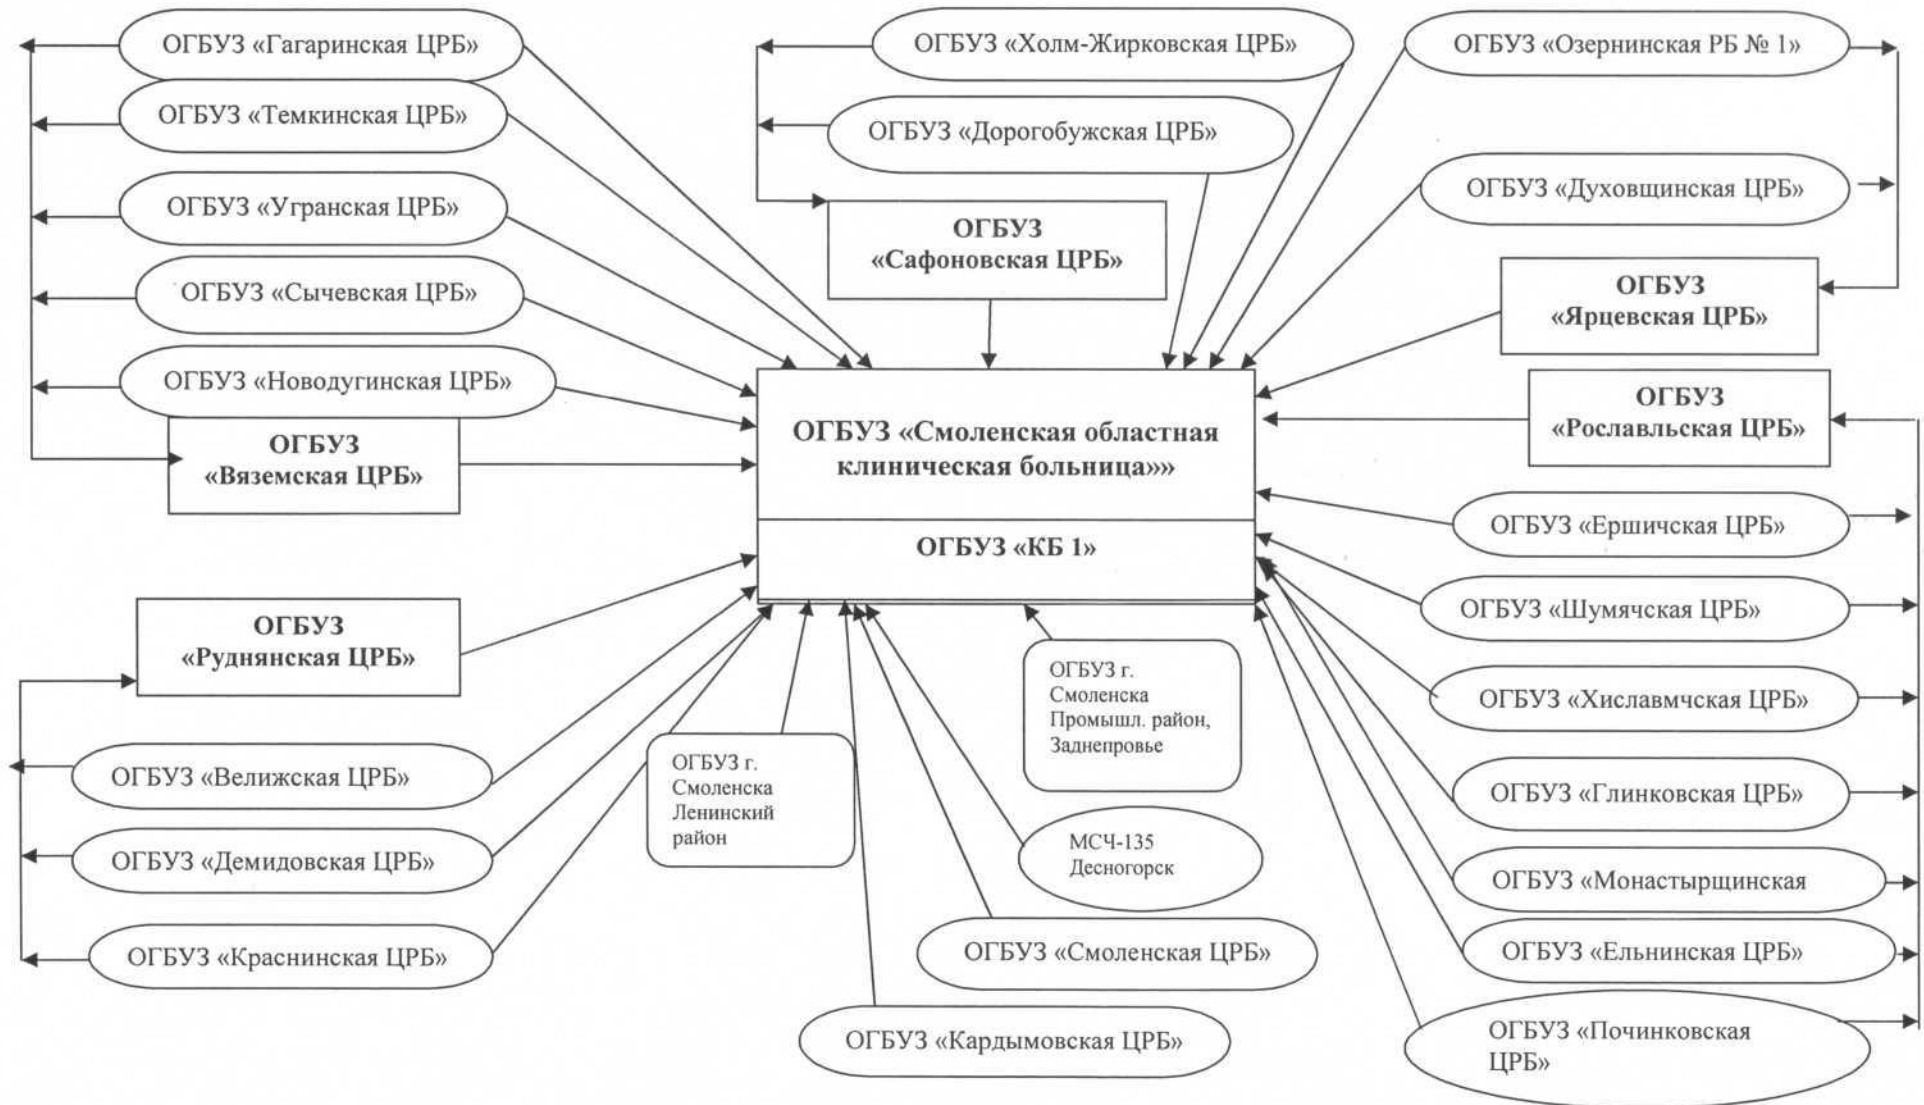 ОГБУЗ «Гагаринская ЦРБ»
ОГБУЗ «Холм-Жирковская ЦРБ»
ОГБУЗ «Озернинская РБ № 1»
ОГБУЗ «Темкинская ЦРБ»
ОГБУЗ «Дорогобужская ЦРБ»
ОГБУЗ «Угранская ЦРБ»
ОГБУЗ «Духовщинская ЦРБ»
ОГБУЗ
«Сафоновская ЦРБ»
ОГБУЗ «Сычевская ЦРБ»
ОГБУЗ
«Ярцевская ЦРБ»
ОГБУЗ «Новодугинская ЦРБ»
ОГБУЗ
«Рославльская ЦРБ»
ОГБУЗ
«Вяземская ЦРБ»
ОГБУЗ «Смоленская областная
клиническая больница»»
ОГБУЗ «КБ 1»
ОГБУЗ «Ершичская ЦРБ»
ОГБУЗ «Шумячская ЦРБ»
ОГБУЗ
«Руднянская ЦРБ»
ОГБУЗ г.
Смоленска
Промышл. район,
Заднепровье
ОГБУЗ «Хиславмчская ЦРБ»
ОГБУЗ «Велижская ЦРБ»
ОГБУЗ г.
Смоленска
Ленинский
район
ОГБУЗ «Глинковская ЦРБ»
МСЧ-135
Десногорск
ОГБУЗ «Демидовская ЦРБ»
ОГБУЗ «Монастырщинская
ОГБУЗ «Краснинская ЦРБ»
ОГБУЗ «Смоленская ЦРБ»
ОГБУЗ «Ельнинская ЦРБ»
ОГБУЗ «Кардымовская ЦРБ»
ОГБУЗ «Починковская
ЦРБ»